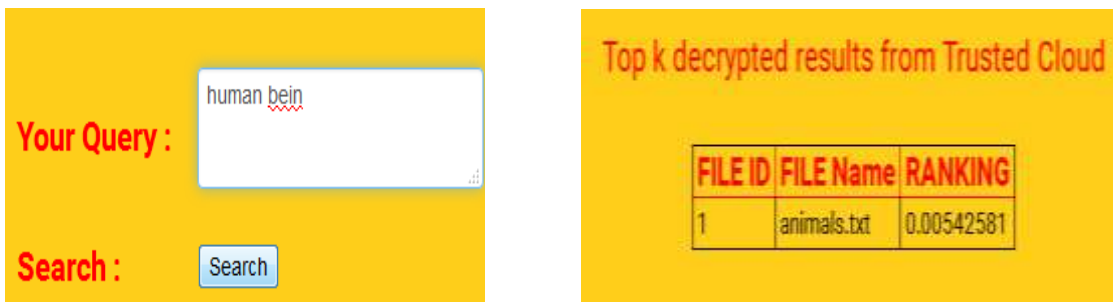 human bein
Your Query :
Search : Search
Top k decrypted results from Trusted Cloud
FILE ID FILE Name RANKING
1 animals.txt 0.00542581